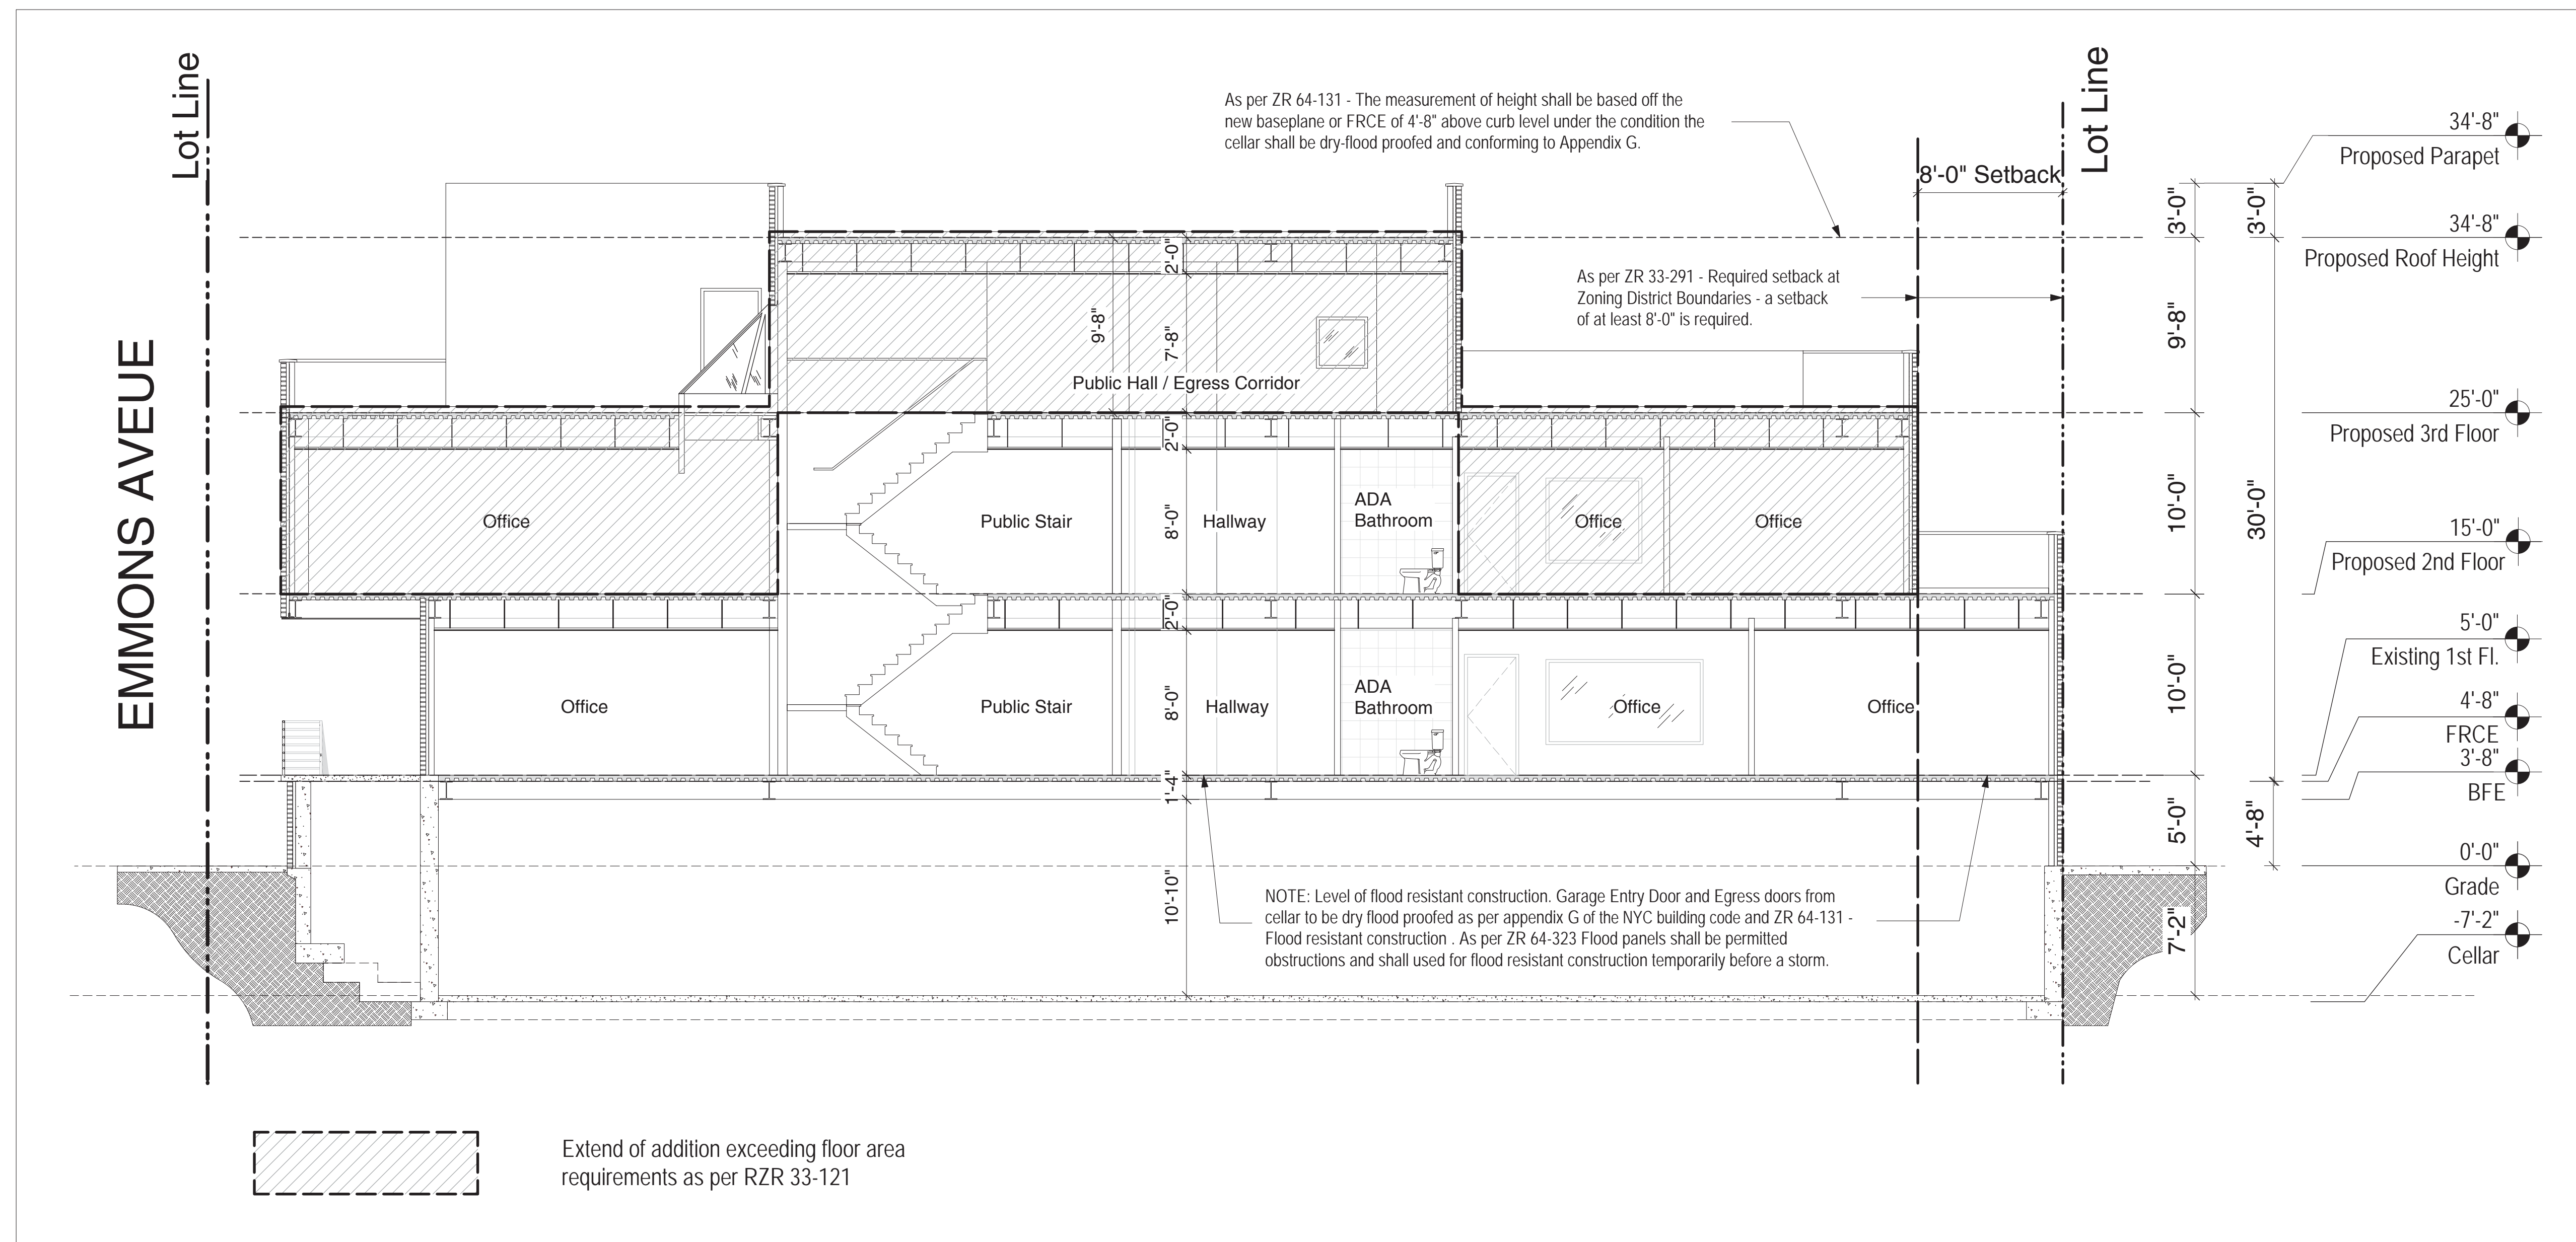 Lot Line
EMMONS AVEUE
As per ZR 64-131 - The measurement of height shall be based off the
new baseplane or FRCE of 4'-8" above curb level under the condition the
cellar shall be dry-flood proofed and conforming to Appendix G.
8'-0" Setback
Lot Line
As per ZR 33-291 - Required setback at
Zoning District Boundaries - a setback
of at least 8'-0" is required.
2'-0"
9'-8"
7'-8"
Public Hall / Egress Corridor
2'-0"
Office
Public Stair
8'-0"
Hallway
ADA
Bathroom
Office
Office
2'-0"
Office
Public Stair
8'-0"
Hallway
ADA
Bathroom
Office
Office
1'-4"
10'-10"
NOTE: Level of flood resistant construction. Garage Entry Door and Egress doors from
cellar to be dry flood proofed as per appendix G of the NYC building code and ZR 64-131 -
Flood resistant construction . As per ZR 64-323 Flood panels shall be permitted
obstructions and shall used for flood resistant construction temporarily before a storm.
3'-0"
9'-8"
10'-0"
10'-0"
5'-0"
7'-2"
3'-0"
30'-0"
4'-8"
34'-8"
Proposed Parapet
34'-8"
Proposed Roof Height
25'-0"
Proposed 3rd Floor
15'-0"
Proposed 2nd Floor
5'-0"
Existing 1st Fl.
4'-8"
FRCE
3'-8"
BFE
0'-0"
Grade
-7'-2"
Cellar
Extend of addition exceeding floor area
requirements as per RZR 33-121